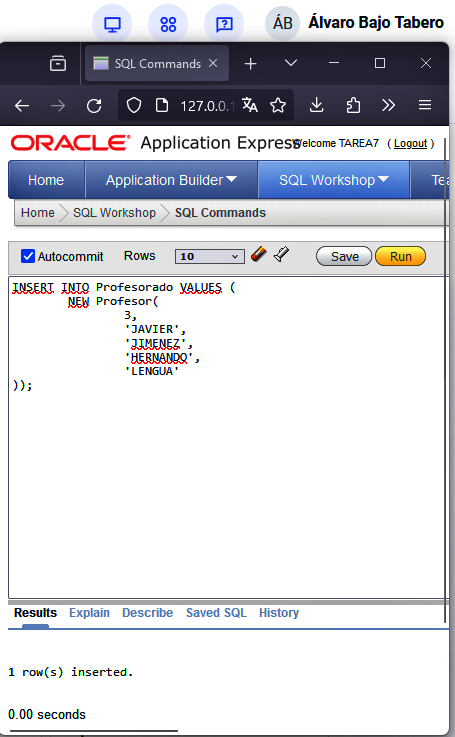 ÁB Álvaro Bajo Tabero
SQL Commands
127.0.0.1
ORACLE® Application Express Welcome TAREA7 ( Logout )
Home Application Builder SQL Workshop Te
Home SQL Workshop SQL Commands
Autocommit Rows 10 Save Run
INSERT INTO Profesorado VALUES (
NEW Profesor(
3,
'JAVIER',
'JIMENEZ',
'HERNANDO',
'LENGUA'
));
Results Explain Describe Saved SQL History
1 row(s) inserted.
0.00 seconds